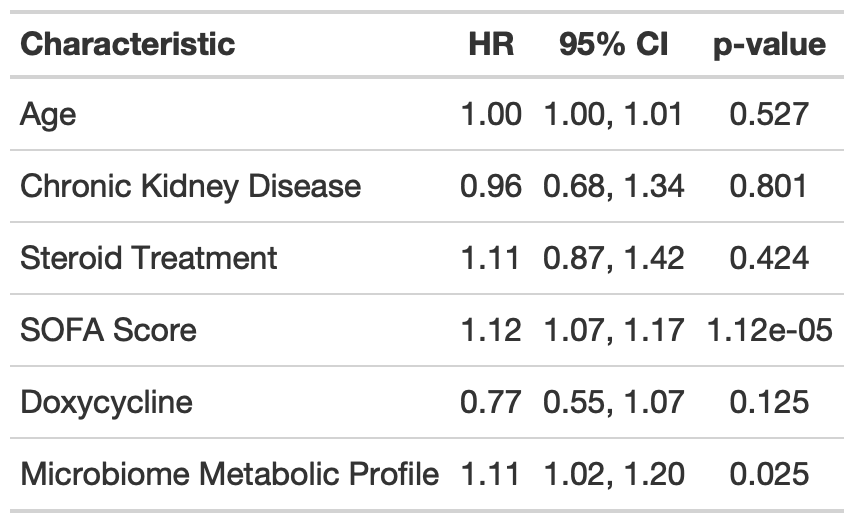 Characteristic HR 95% CI p-value
Age 1.00 1.00, 1.01 0.527
Chronic Kidney Disease 0.96 0.68, 1.34 0.801
Steroid Treatment 1.11 0.87, 1.42 0.424
SOFA Score 1.12 1.07, 1.17 1.12e-05
Doxycycline 0.77 0.55, 1.07 0.125
Microbiome Metabolic Profile 1.11 1.02, 1.20 0.025